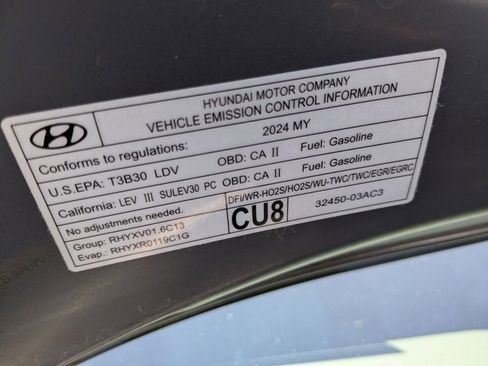 HYUNDAI MOTOR COMPANY
VEHICLE EMISSION CONTROL INFORMATION
Conforms to regulations: 2024 MY
U.S.EPA: T3B30 LDV OBD: CA II Fuel: Gasoline
California: LEV III SULEV30 PC OBD: CA II Fuel: Gasoline
No adjustments needed. DFI/WR-HO2S/HO2S/WU-TWC/TWC/EGR/EGRC
Group: RHYXV01.6C13 CU8 32450-03AC3
Evap.: RHYXR0119C1G